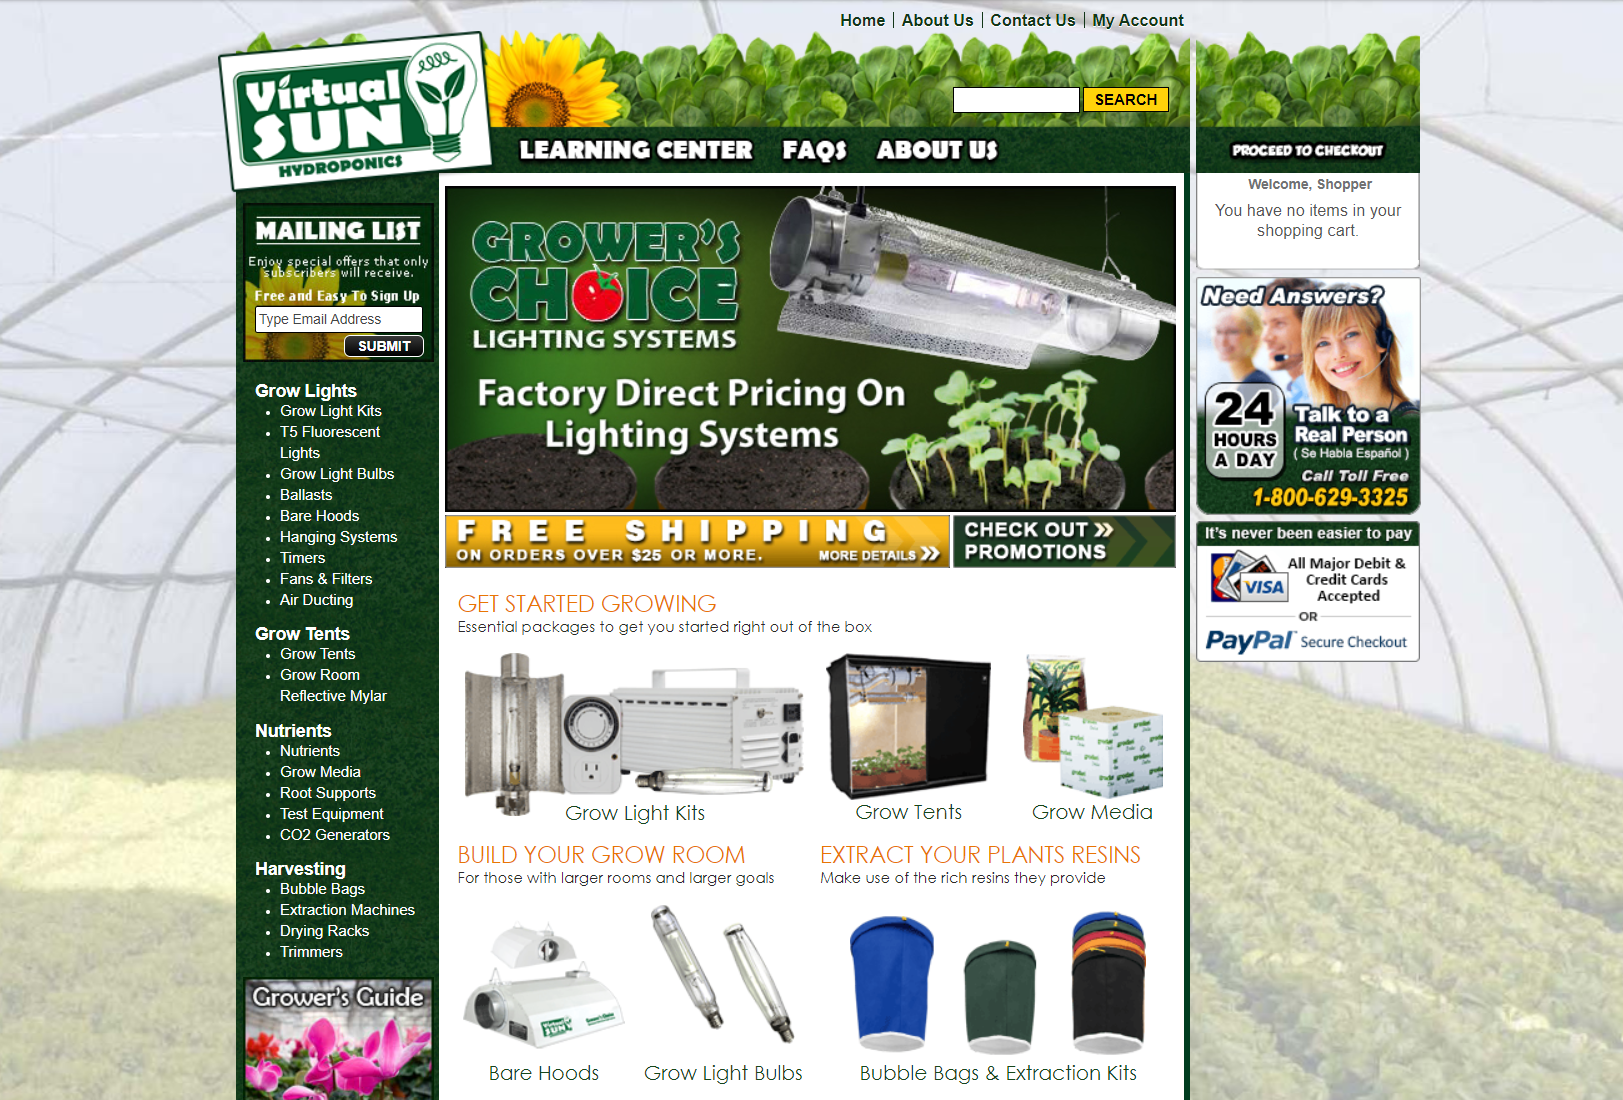 Home | About Us | Contact Us | My Account
Virtual
SUN
HYDROPONICS
SEARCH
LEARNING CENTER FAQS ABOUT US
PROCEED TO CHECKOUT
Welcome, Shopper
You have no items in your
shopping cart.
MAILING LIST
Enjoy special offers that only
subscribers will receive.
Free and Easy To Sign Up
Type Email Address
SUBMIT
Grow Lights
Grow Light Kits
T5 Fluorescent
Lights
Grow Light Bulbs
Ballasts
Bare Hoods
Hanging Systems
Timers
Fans & Filters
Air Ducting
Grow Tents
Grow Tents
Grow Room
Reflective Mylar
Nutrients
Nutrients
Grow Media
Root Supports
Test Equipment
CO2 Generators
Harvesting
Bubble Bags
Extraction Machines
Drying Racks
Trimmers
Grower's Guide
GROWER'S
CHOICE
LIGHTING SYSTEMS
Factory Direct Pricing On
Lighting Systems
FREE SHIPPING
ON ORDERS OVER $25 OR MORE.
MORE DETAILS »
CHECK OUT »
PROMOTIONS
GET STARTED GROWING
Essential packages to get you started right out of the box
Grow Light Kits
Grow Tents
Grow Media
BUILD YOUR GROW ROOM
For those with larger rooms and larger goals
EXTRACT YOUR PLANTS RESINS
Make use of the rich resins they provide
Virtual
SUN
Bare Hoods
Grow Light Bulbs
Bubble Bags & Extraction Kits
Need Answers?
24
HOURS
A DAY
Talk to a
Real Person
( Se Habla Español )
Call Toll Free
1-800-629-3325
It's never been easier to pay
VISA
All Major Debit &
Credit Cards
Accepted
OR
PayPal Secure Checkout